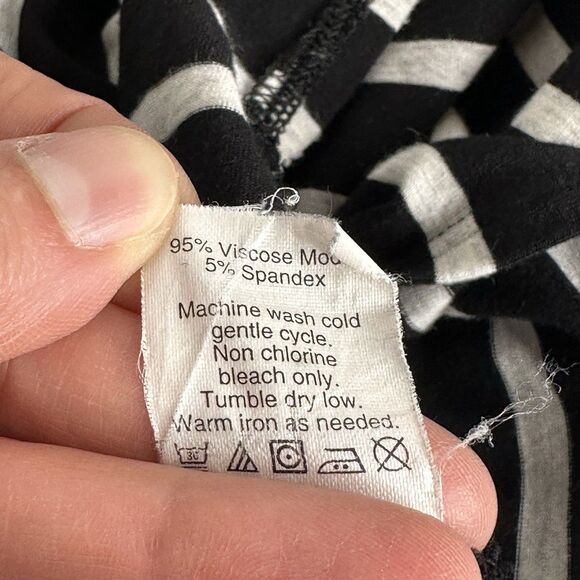 95% Viscose
5% Spandex
Machine wash cold
gentle cycle.
Non chlorine
bleach only.
Tumble dry low.
Warm iron as needed.
30